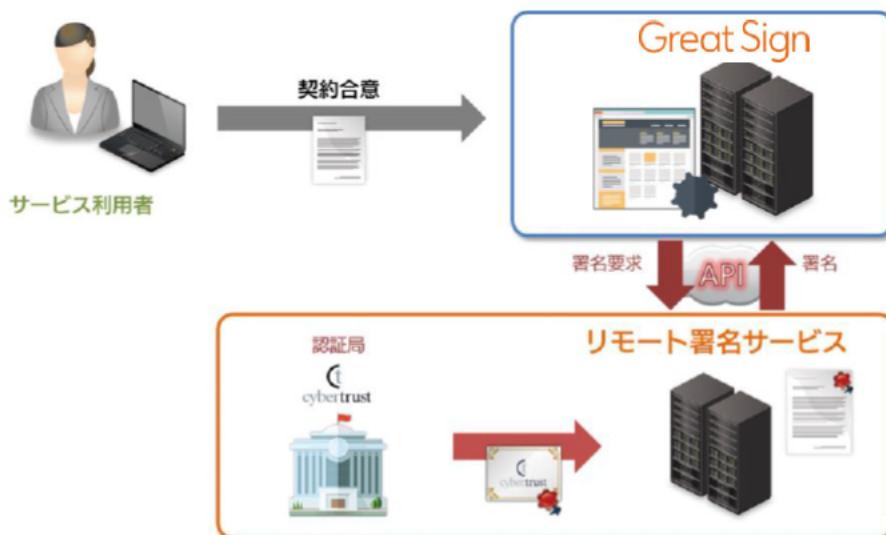 Great Sign
契約合意
サービス利用者
署名要求
API
署名
認証局
リモート署名サービス
cybertrust
cybertrust